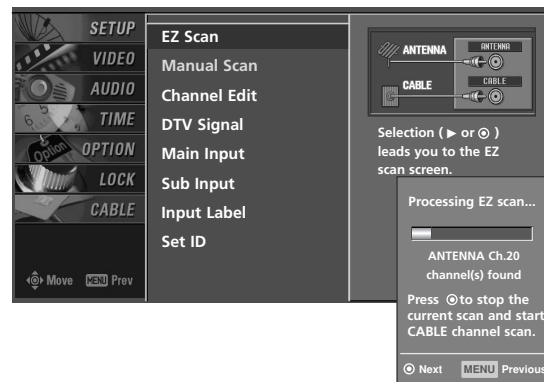 SETUP
VIDEO
AUDIO
TIME
Option
OPTION
LOCK
CABLE
Move MENU Prev
EZ Scan
Manual Scan
Channel Edit
DTV Signal
Main Input
Sub Input
Input Label
Set ID
ANTENNA
ANTENNA
CABLE
CABLE
Selection ( ▶ or ⊙ )
leads you to the EZ
scan screen.
Processing EZ scan...
ANTENNA Ch.20
channel(s) found
Press ⊙to stop the
current scan and start
CABLE channel scan.
⊙ Next MENU Previous